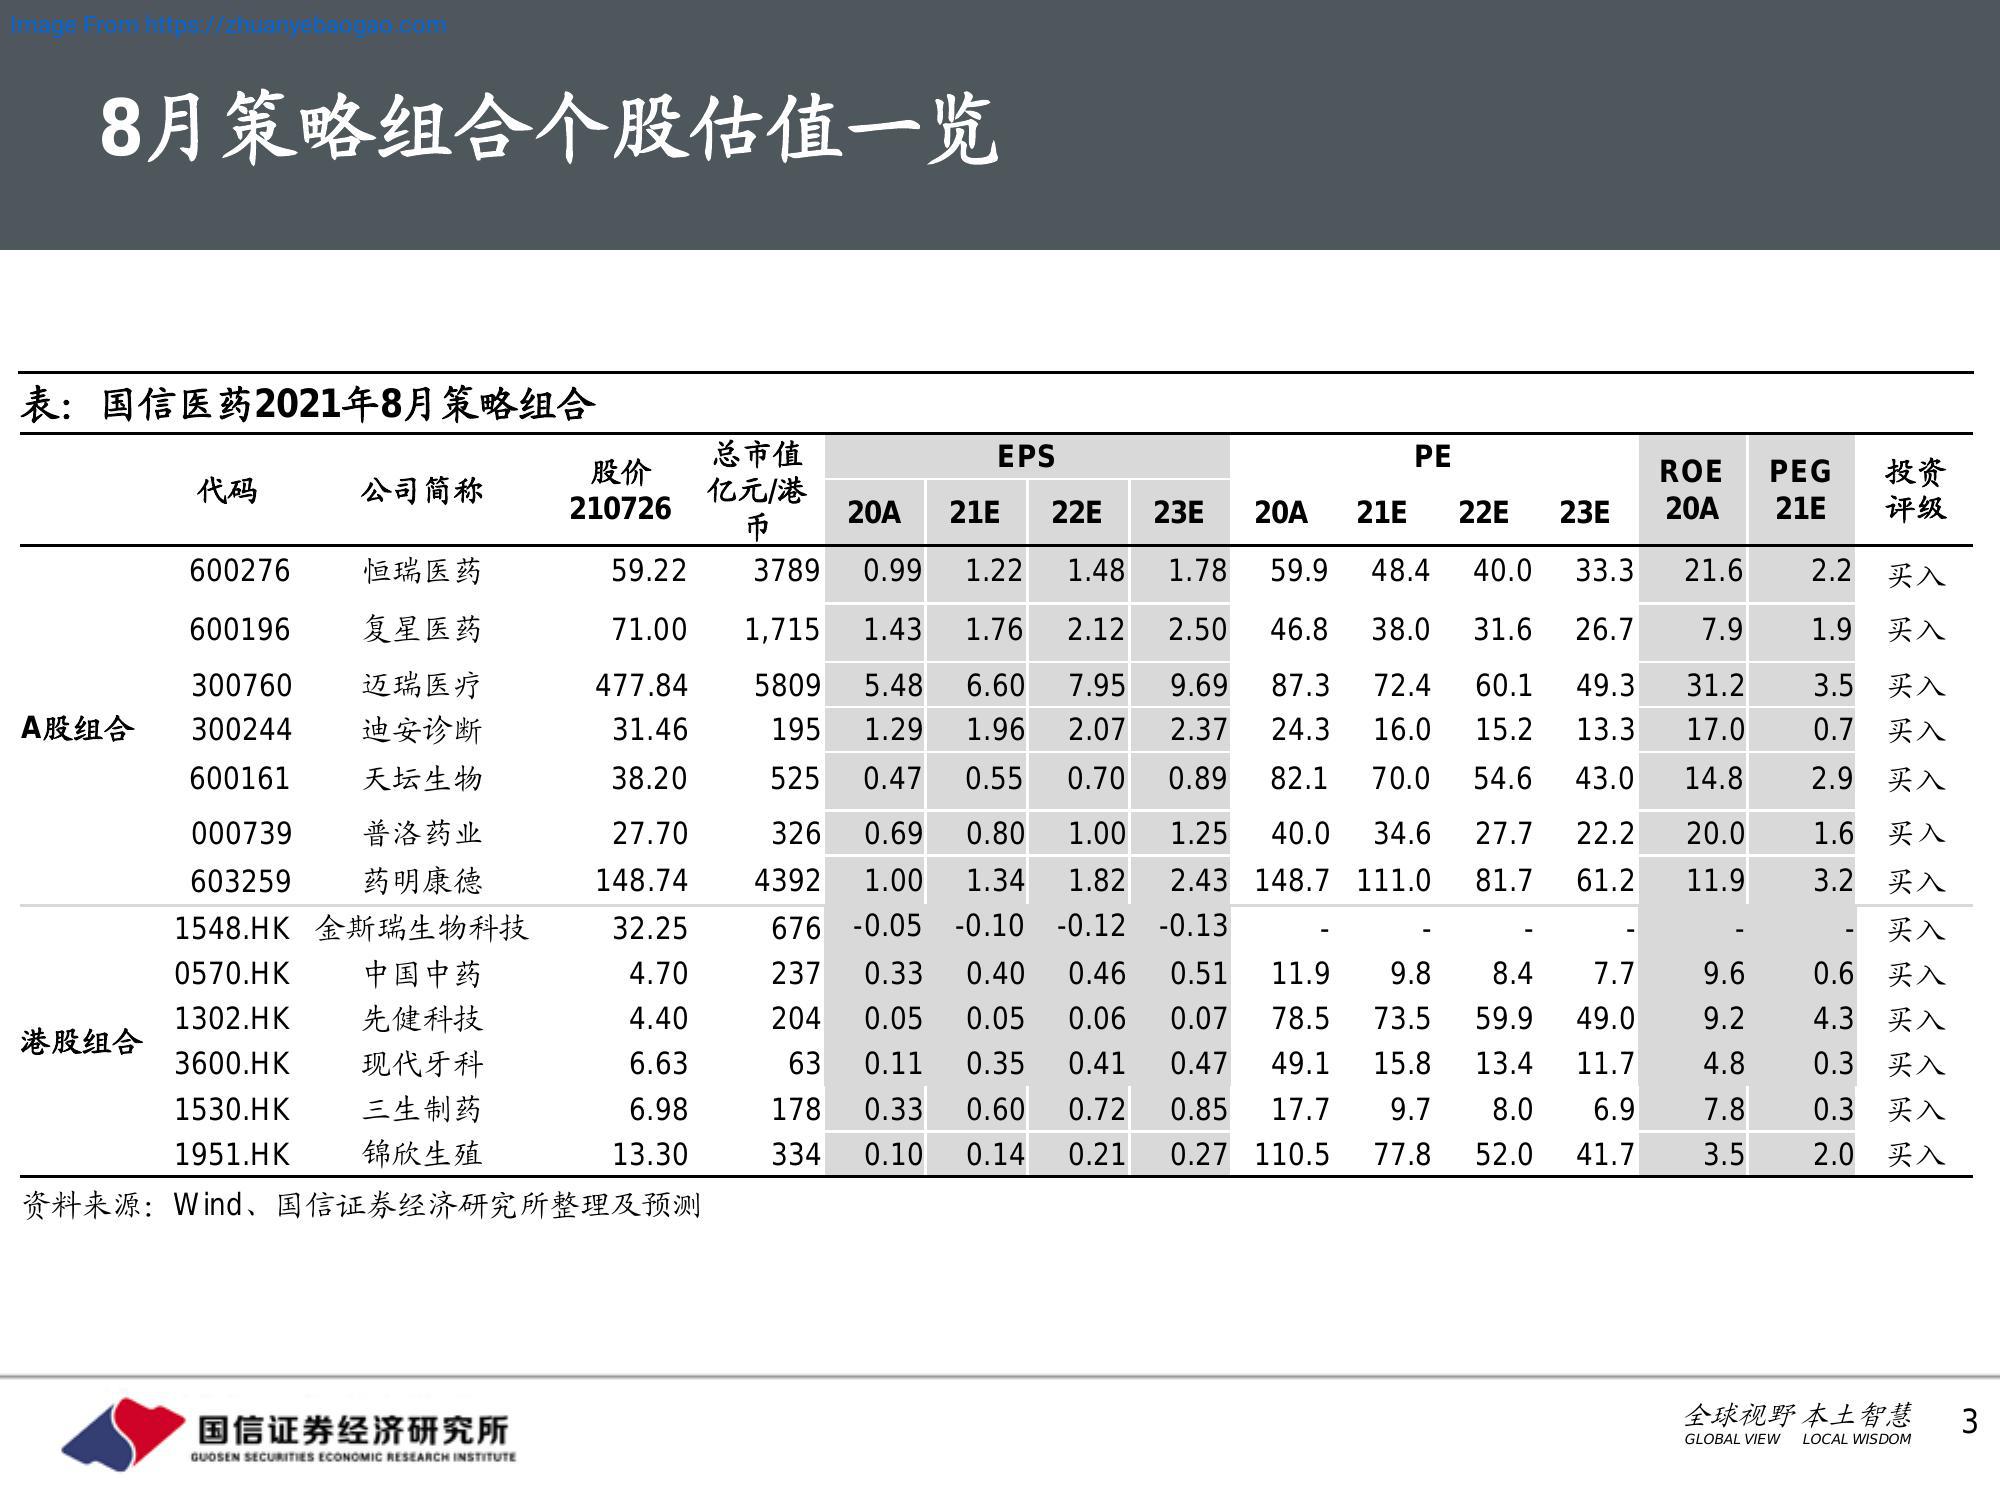 Image From https://zhuanyebaogao.com
8月策略组合个股估值一览
表：国信医药2021年8月策略组合
代码 公司简称 股价 210726 总市值 亿元/港币 EPS PE ROE 20A PEG 21E 投资评级
20A 21E 22E 23E 20A 21E 22E 23E
A股组合
600276 恒瑞医药 59.22 3789 0.99 1.22 1.48 1.78 59.9 48.4 40.0 33.3 21.6 2.2 买入
600196 复星医药 71.00 1,715 1.43 1.76 2.12 2.50 46.8 38.0 31.6 26.7 7.9 1.9 买入
300760 迈瑞医疗 477.84 5809 5.48 6.60 7.95 9.69 87.3 72.4 60.1 49.3 31.2 3.5 买入
300244 迪安诊断 31.46 195 1.29 1.96 2.07 2.37 24.3 16.0 15.2 13.3 17.0 0.7 买入
600161 天坛生物 38.20 525 0.47 0.55 0.70 0.89 82.1 70.0 54.6 43.0 14.8 2.9 买入
000739 普洛药业 27.70 326 0.69 0.80 1.00 1.25 40.0 34.6 27.7 22.2 20.0 1.6 买入
603259 药明康德 148.74 4392 1.00 1.34 1.82 2.43 148.7 111.0 81.7 61.2 11.9 3.2 买入
港股组合
1548.HK 金斯瑞生物科技 32.25 676 -0.05 -0.10 -0.12 -0.13 - - - - - - 买入
0570.HK 中国中药 4.70 237 0.33 0.40 0.46 0.51 11.9 9.8 8.4 7.7 9.6 0.6 买入
1302.HK 先健科技 4.40 204 0.05 0.05 0.06 0.07 78.5 73.5 59.9 49.0 9.2 4.3 买入
3600.HK 现代牙科 6.63 63 0.11 0.35 0.41 0.47 49.1 15.8 13.4 11.7 4.8 0.3 买入
1530.HK 三生制药 6.98 178 0.33 0.60 0.72 0.85 17.7 9.7 8.0 6.9 7.8 0.3 买入
1951.HK 锦欣生殖 13.30 334 0.10 0.14 0.21 0.27 110.5 77.8 52.0 41.7 3.5 2.0 买入
资料来源：Wind、国信证券经济研究所整理及预测
国信证券经济研究所
GUOSEN SECURITIES ECONOMIC RESEARCH INSTITUTE
全球视野 本土智慧
GLOBAL VIEW LOCAL WISDOM
3